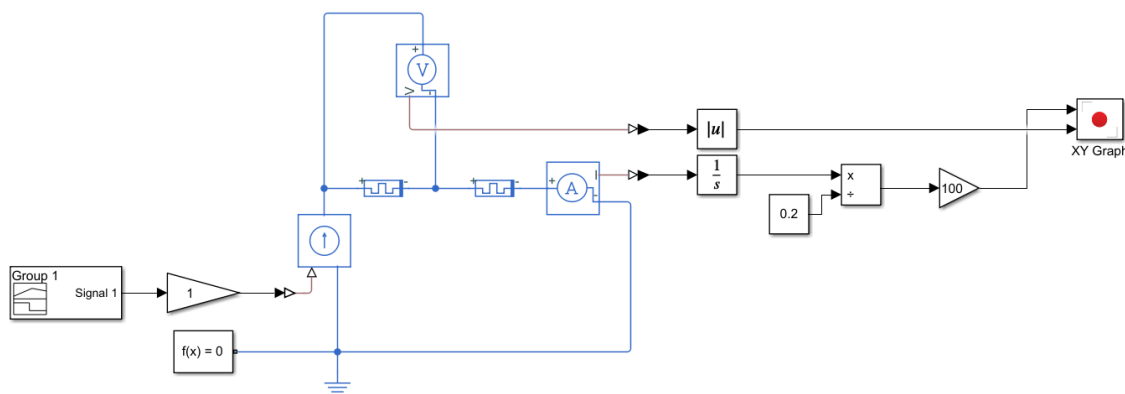 +
V
V
-
|u|
XY Graph
+
-
+
-
+
A
I
-
1
s
x
÷
0.2
100
Group 1
Signal 1
1
f(x) = 0